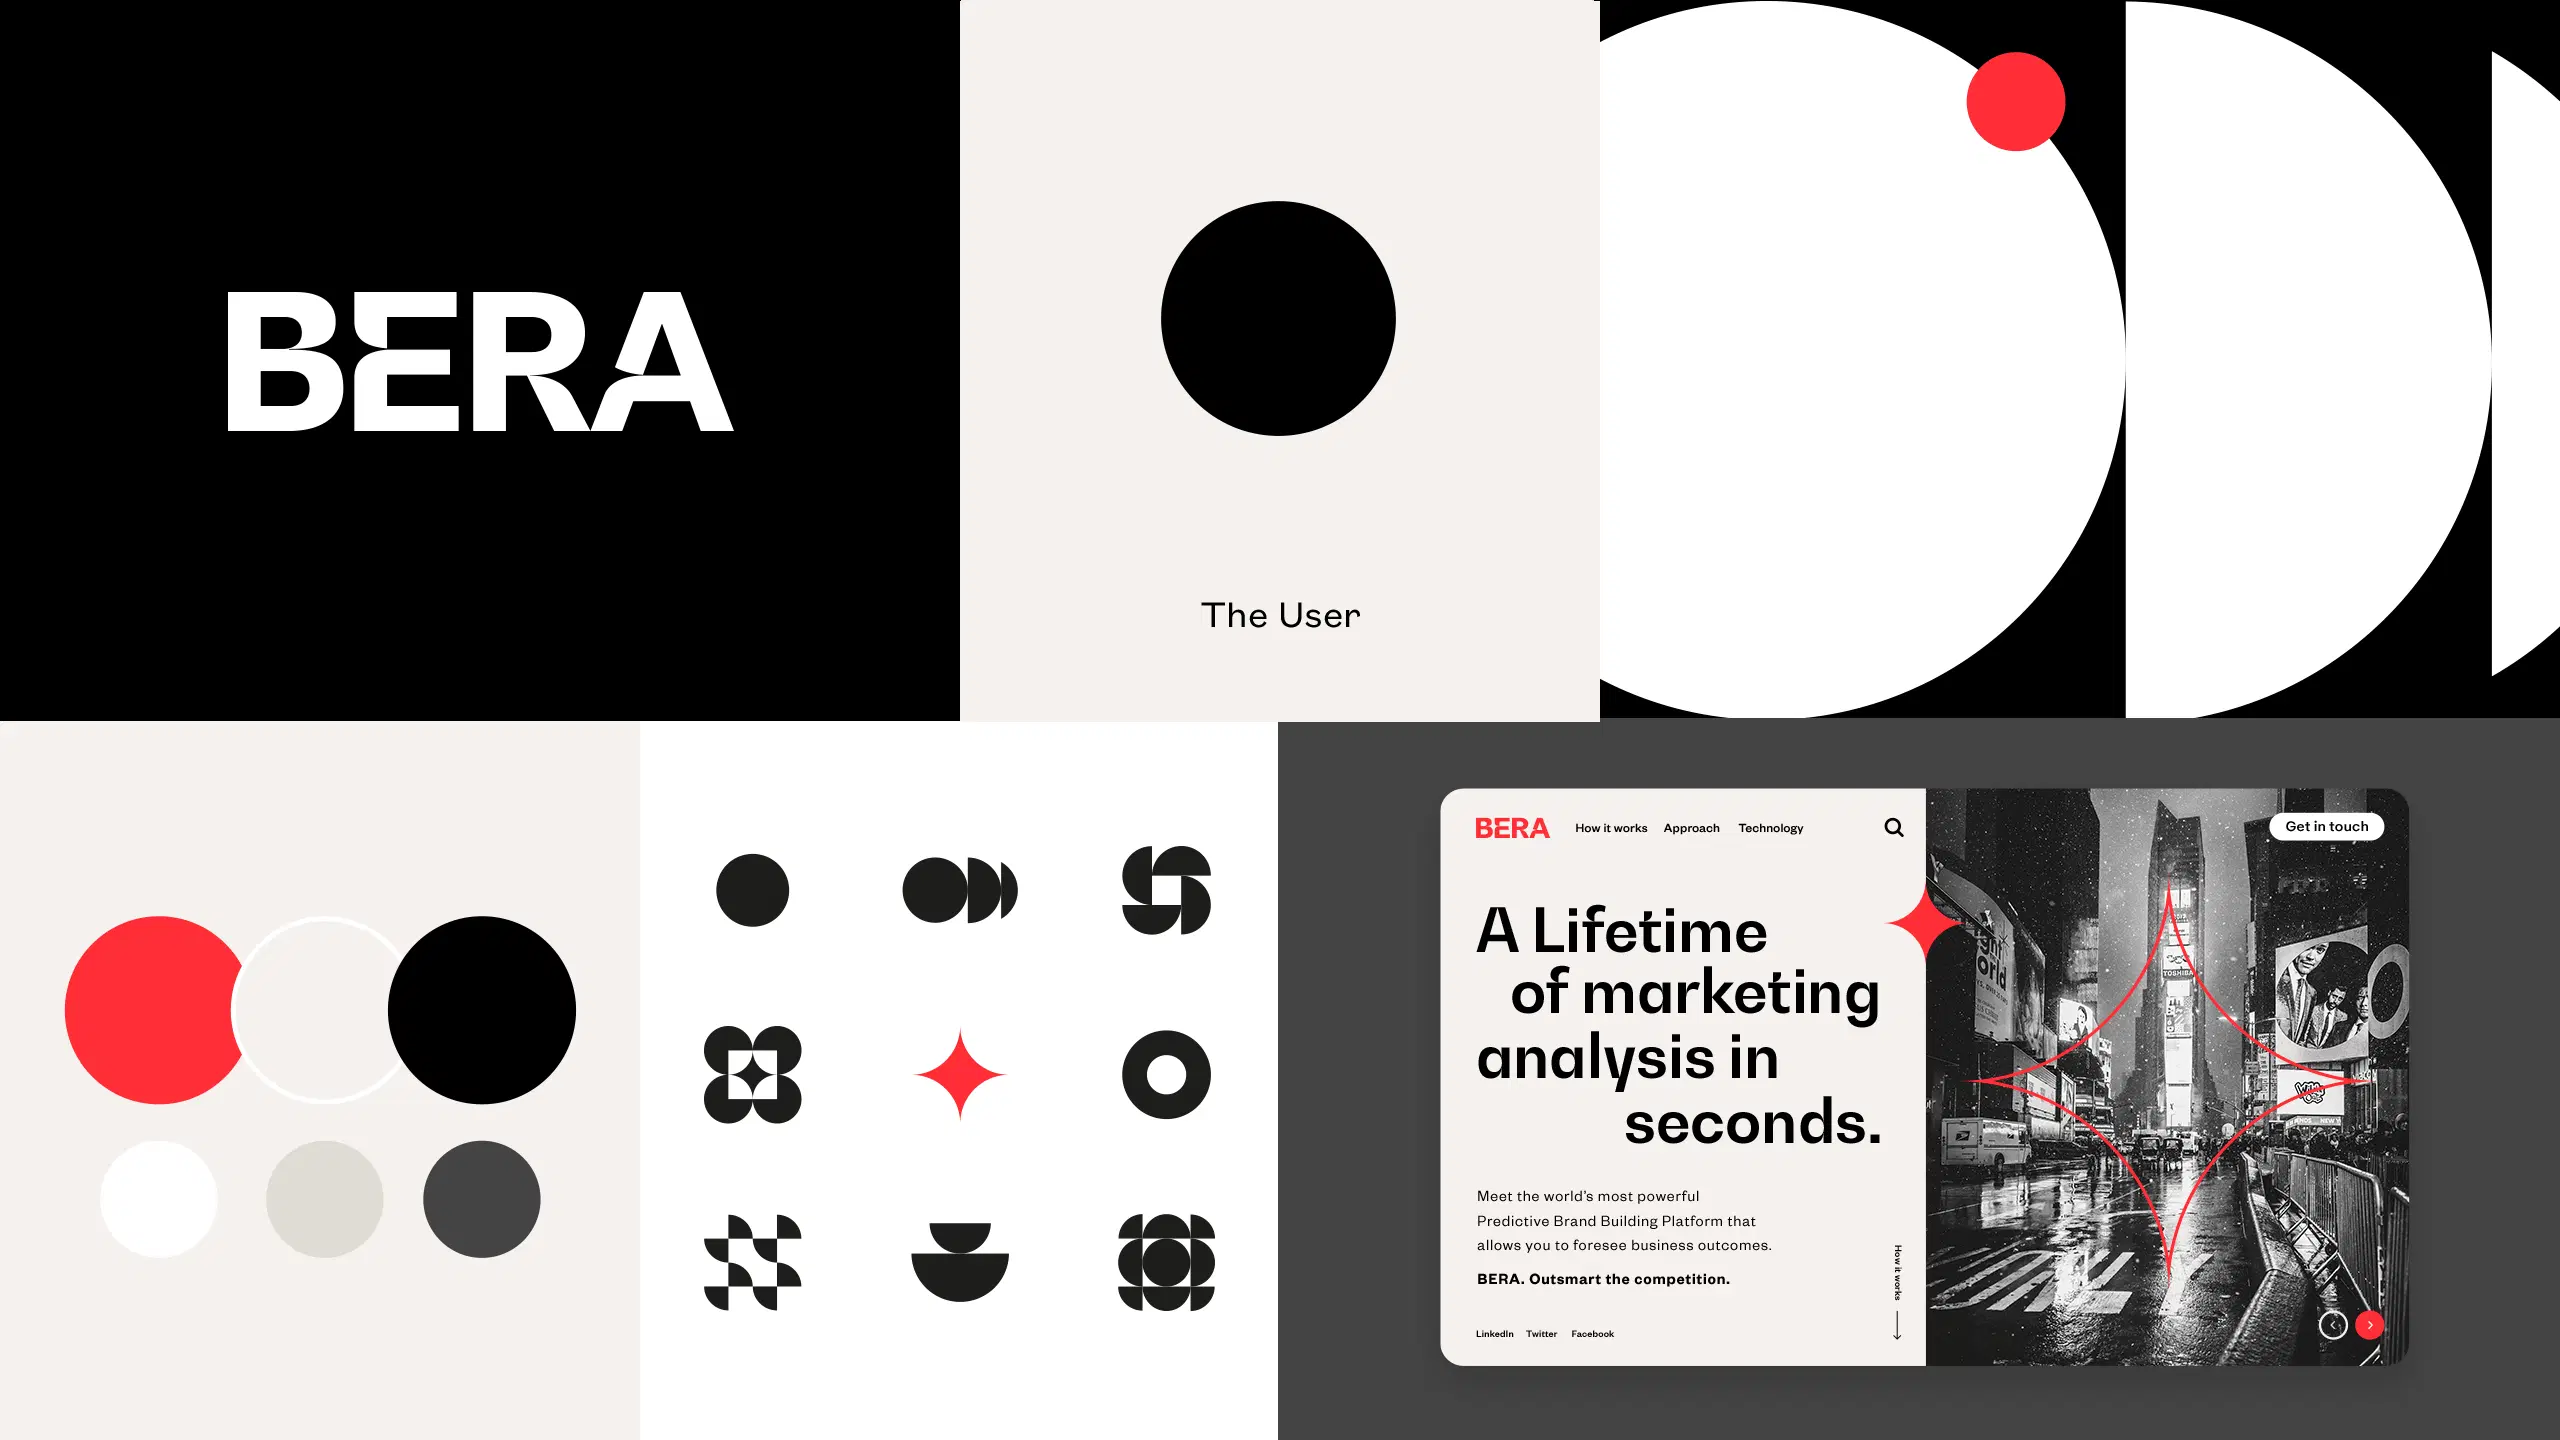 BERA
The User
BERA
How it works
Approach
Technology
Get in touch
A Lifetime
of marketing
analysis in
seconds.
Meet the world's most powerful
Predictive Brand Building Platform that
allows you to foresee business outcomes.
BERA. Outsmart the competition.
How it works
LinkedIn
Twitter
Facebook
TOSHIBA
ONLY